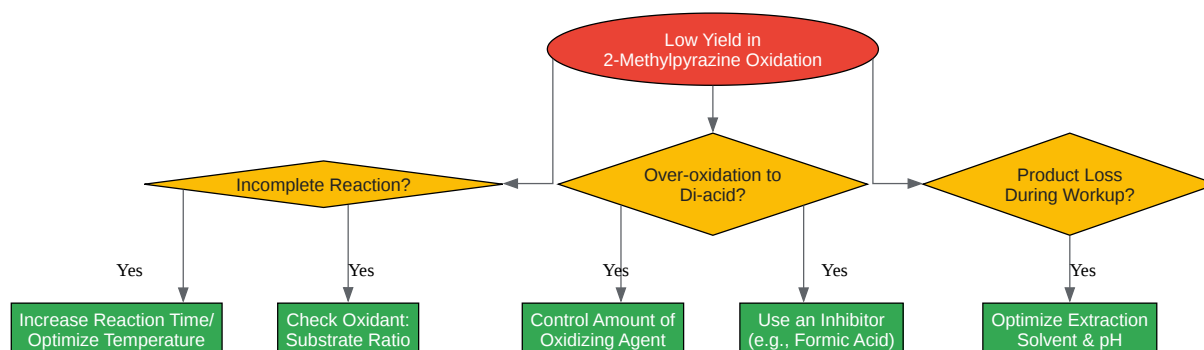 Low Yield in
2-Methylpyrazine Oxidation
Incomplete Reaction?
Over-oxidation to
Di-acid?
Product Loss
During Workup?
Yes
Yes
Yes
Yes
Yes
Increase Reaction Time/
Optimize Temperature
Check Oxidant:
Substrate Ratio
Control Amount of
Oxidizing Agent
Use an Inhibitor
(e.g., Formic Acid)
Optimize Extraction
Solvent & pH